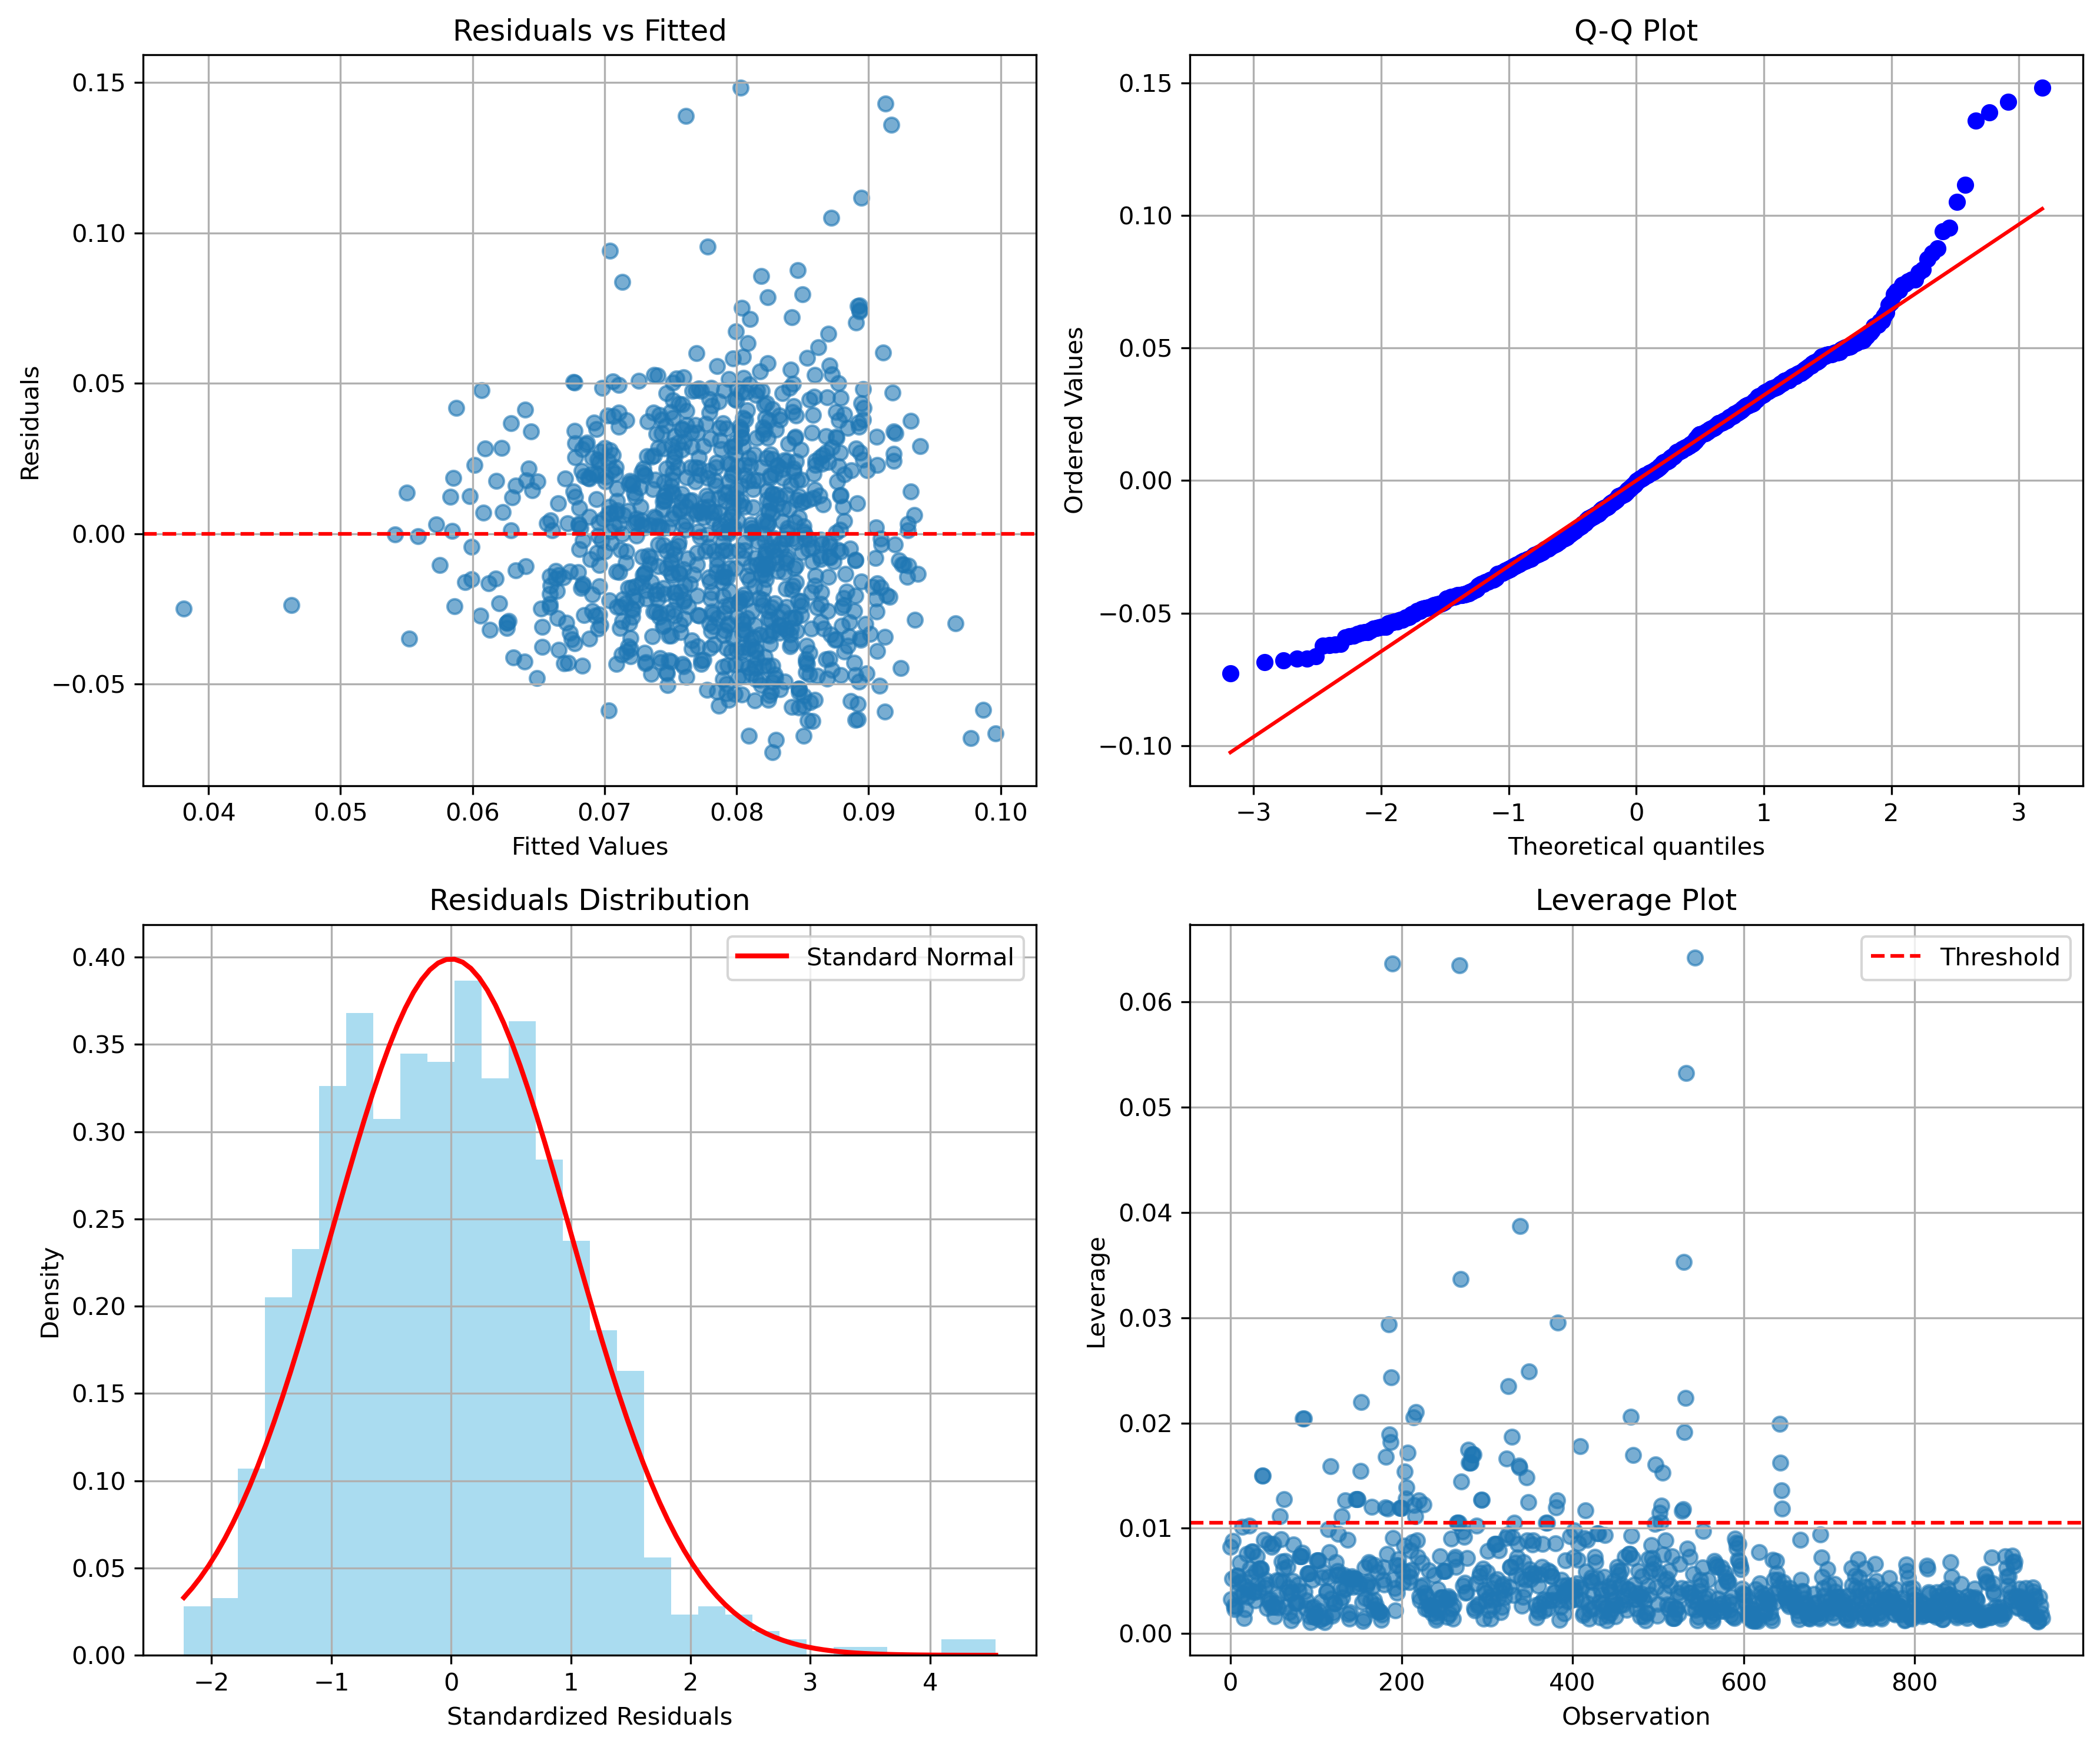 Residuals vs Fitted
0.15
0.10
0.05
0.00
−0.05
Residuals
0.04 0.05 0.06 0.07 0.08 0.09 0.10
Fitted Values
Q-Q Plot
0.15
0.10
0.05
0.00
−0.05
−0.10
Ordered Values
−3 −2 −1 0 1 2 3
Theoretical quantiles
Residuals Distribution
Standard Normal
0.40
0.35
0.30
0.25
0.20
0.15
0.10
0.05
0.00
Density
−2 −1 0 1 2 3 4
Standardized Residuals
Leverage Plot
Threshold
0.06
0.05
0.04
0.03
0.02
0.01
0.00
Leverage
0 200 400 600 800
Observation